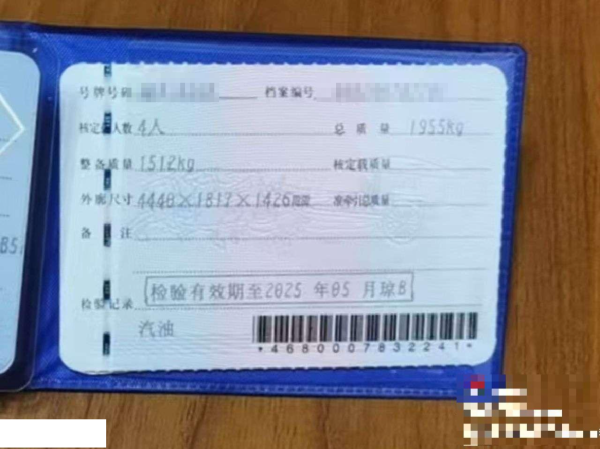 号牌号码 档案编号
核定载人数 4人 总质量 1955kg
整备质量 1512kg 核定载质量
外廓尺寸 4448×1817×1426mm 准牵引总质量
备注
检验有效期至2025年05月琼B
检验记录
汽油
*4680007832241*
B5